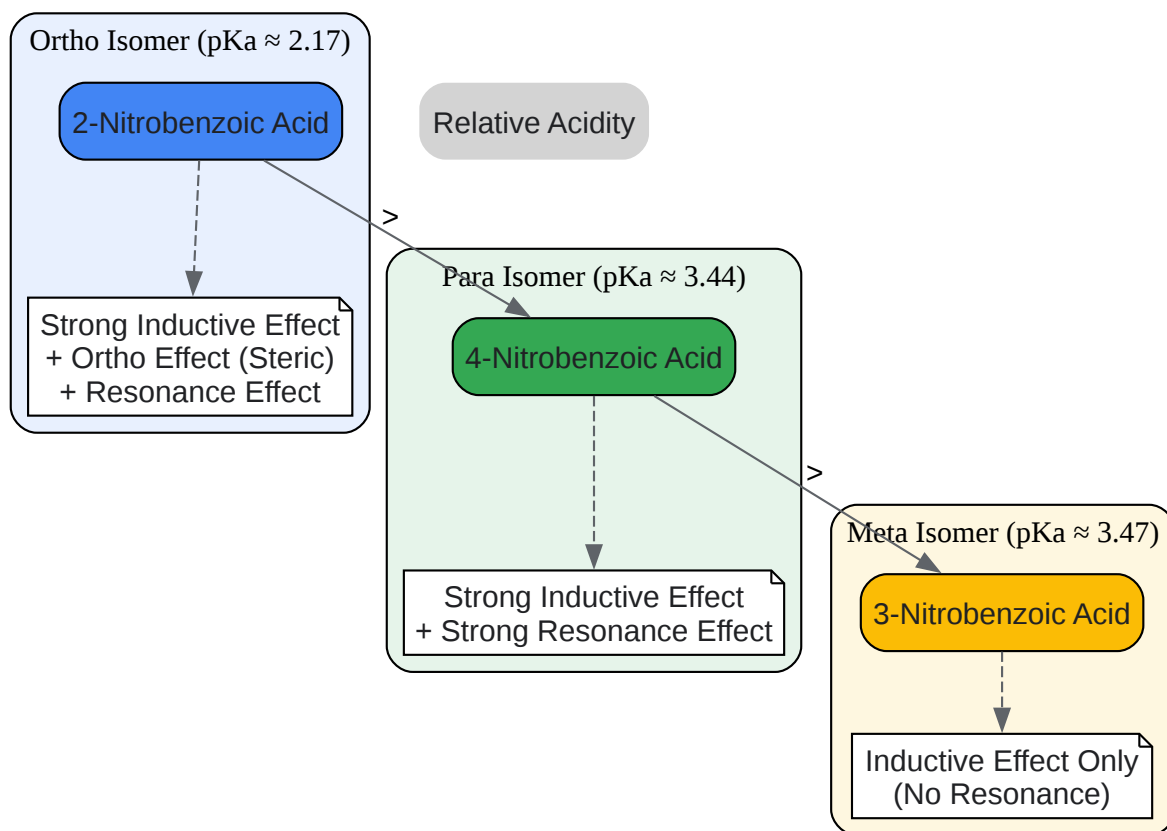 Ortho Isomer (pKa ≈ 2.17)
2-Nitrobenzoic Acid
Relative Acidity
>
Strong Inductive Effect
+ Ortho Effect (Steric)
+ Resonance Effect
Para Isomer (pKa ≈ 3.44)
4-Nitrobenzoic Acid
>
Strong Inductive Effect
+ Strong Resonance Effect
Meta Isomer (pKa ≈ 3.47)
3-Nitrobenzoic Acid
Inductive Effect Only
(No Resonance)